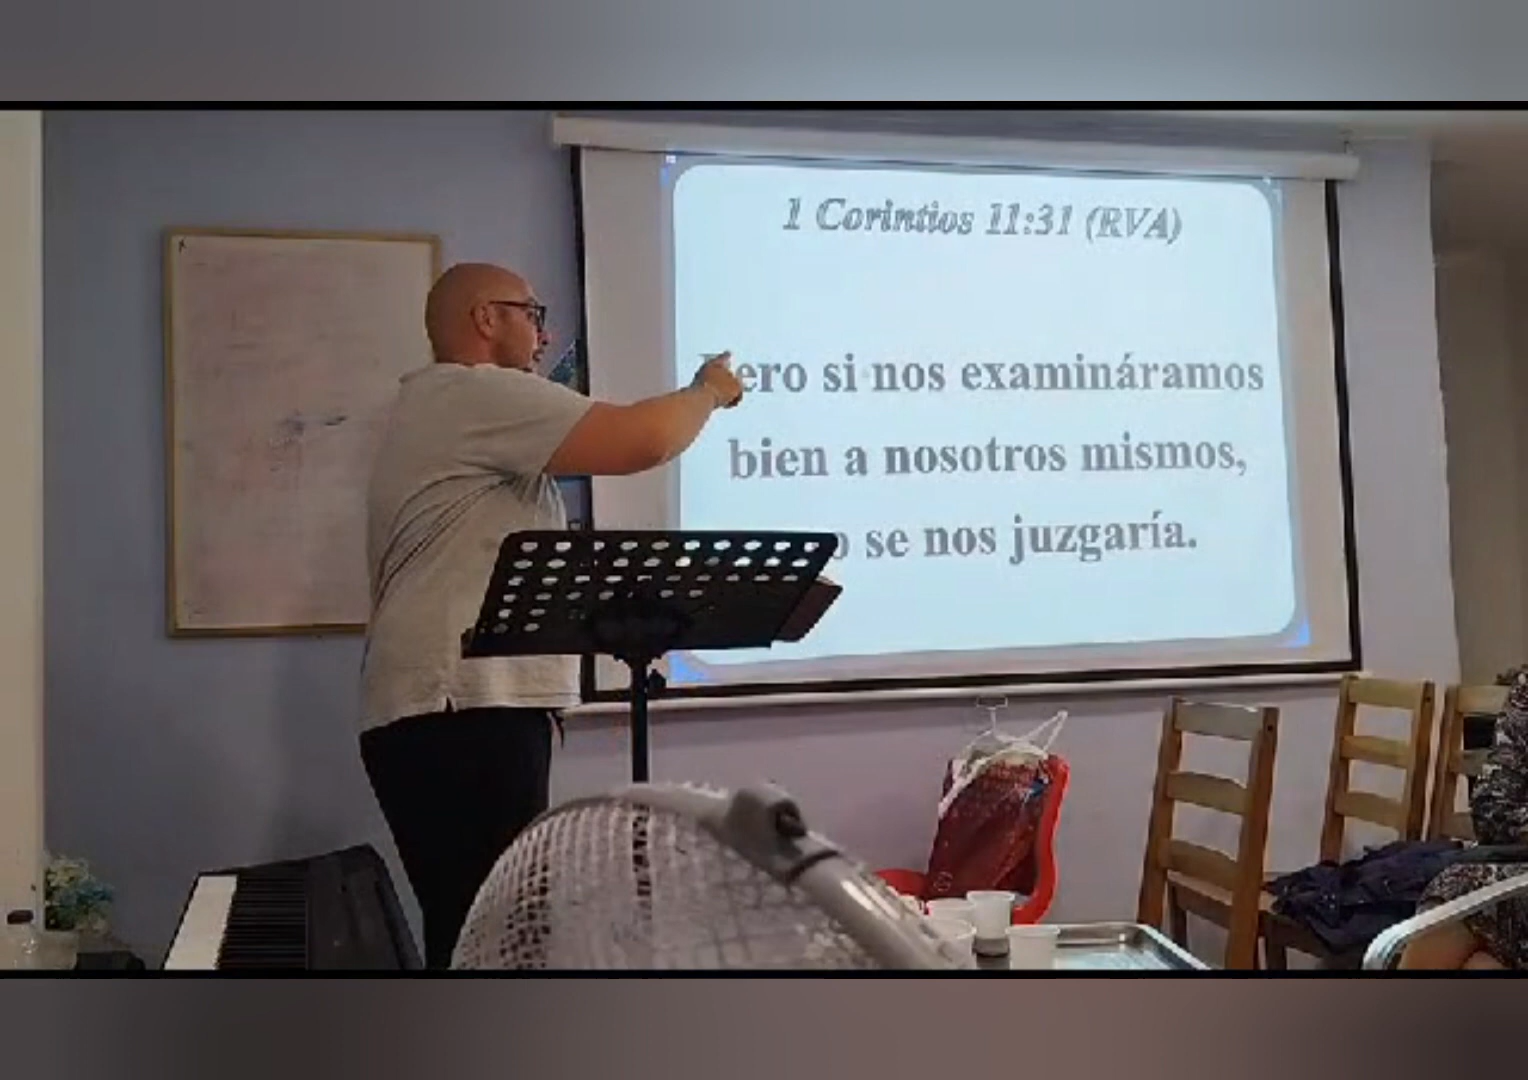 1 Corintios 11:31 (RVA)
ero si nos examináramos
bien a nosotros mismos,
se nos juzgaría.